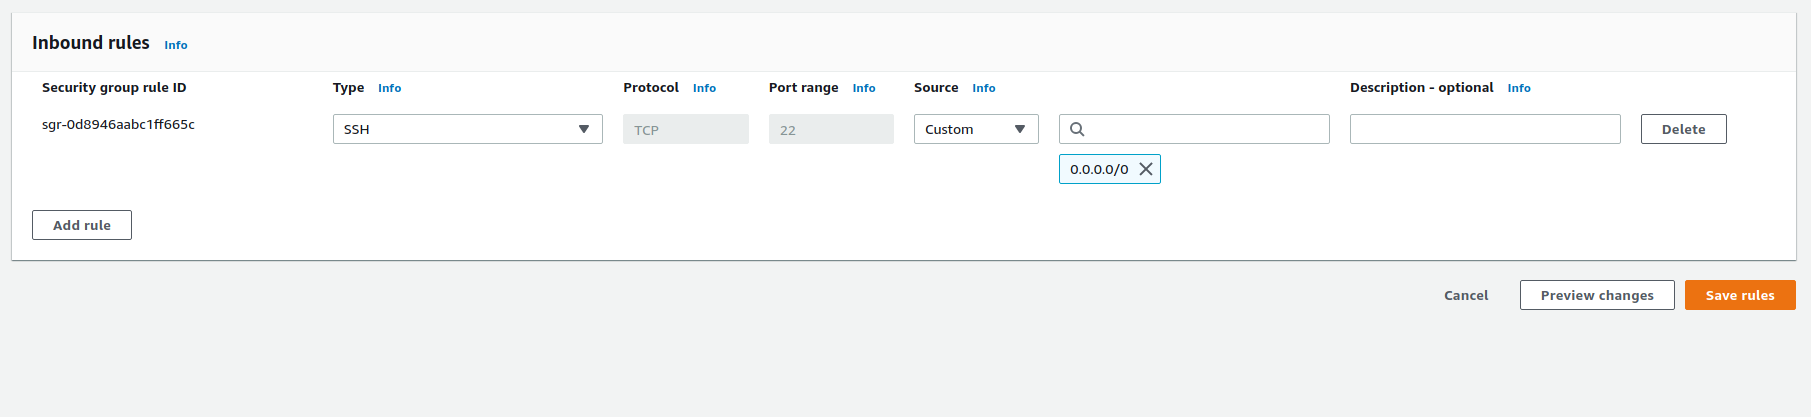 Inbound rules Info
Security group rule ID Type Info Protocol Info Port range Info Source Info Description - optional Info
sgr-0d8946aabc1ff665c SSH TCP 22 Custom Delete
0.0.0.0/0
Add rule
Cancel Preview changes Save rules